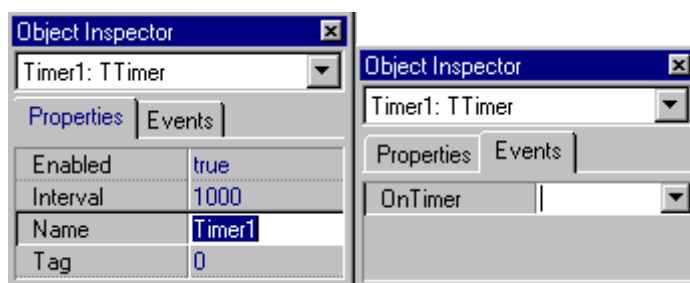 Object Inspector
Timer1: TTimer
Properties Events
Enabled true
Interval 1000
Name Timer1
Tag 0
Object Inspector
Timer1: TTimer
Properties Events
OnTimer